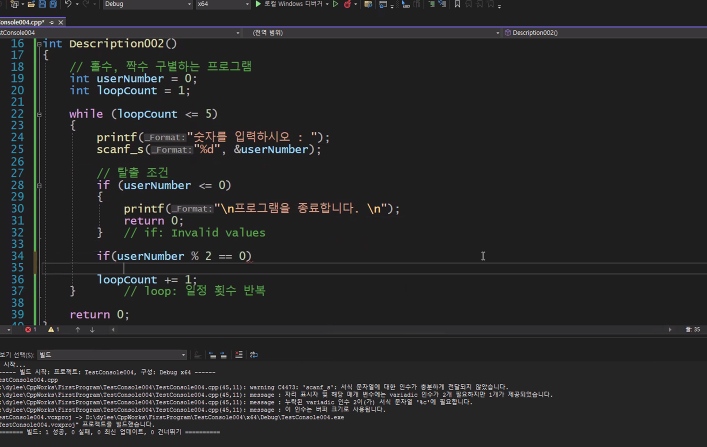 Debug
x64
로컬 Windows 디버거
Console004.cpp*
stConsole004
(전역 범위)
Description002()
16 int Description002()
17 {
18 // 홀수, 짝수 구별하는 프로그램
19 int userNumber = 0;
20 int loopCount = 1;
21
22 while (loopCount <= 5)
23 {
24 printf(_Format:"숫자를 입력하시오 : ");
25 scanf_s(_Format:"%d", &userNumber);
26
27 // 탈출 조건
28 if (userNumber <= 0)
29 {
30 printf(_Format:"\n프로그램을 종료합니다. \n");
31 return 0;
32 } // if: Invalid values
33
34 if(userNumber % 2 == 0)
35
36 loopCount += 1;
37 } // loop: 일정 횟수 반복
38
39 return 0;
40 }
1 1
줄: 35
보기 선택(S): 빌드
시작...
------ 빌드 시작: 프로젝트: TestConsole004, 구성: Debug x64 ------
estConsole004.cpp
:\dylee\CppWorks\FirstProgram\TestConsole004\TestConsole004.cpp(45,11): warning C4473: "scanf_s": 서식 문자열에 대한 인수가 충분하게 전달되지 않았습니다.
:\dylee\CppWorks\FirstProgram\TestConsole004\TestConsole004.cpp(45,11): message : 자리 표시자 및 해당 매개 변수에는 variadic 인수가 2개 필요하지만 1개가 제공되었습니다.
:\dylee\CppWorks\FirstProgram\TestConsole004\TestConsole004.cpp(45,11): message : 누락된 variadic 인수 2이(가) 서식 문자열 '%c'에 필요합니다.
:\dylee\CppWorks\FirstProgram\TestConsole004\TestConsole004.cpp(45,11): message : 이 인수는 버퍼 크기로 사용됩니다.
estConsole004.vcxproj -> D:\dylee\CppWorks\FirstProgram\TestConsole004\x64\Debug\TestConsole004.exe
TestConsole004.vcxproj" 프로젝트를 빌드했습니다.
======= 빌드: 1 성공, 0 실패, 0 최신 업데이트, 0 건너뛰기 ==========